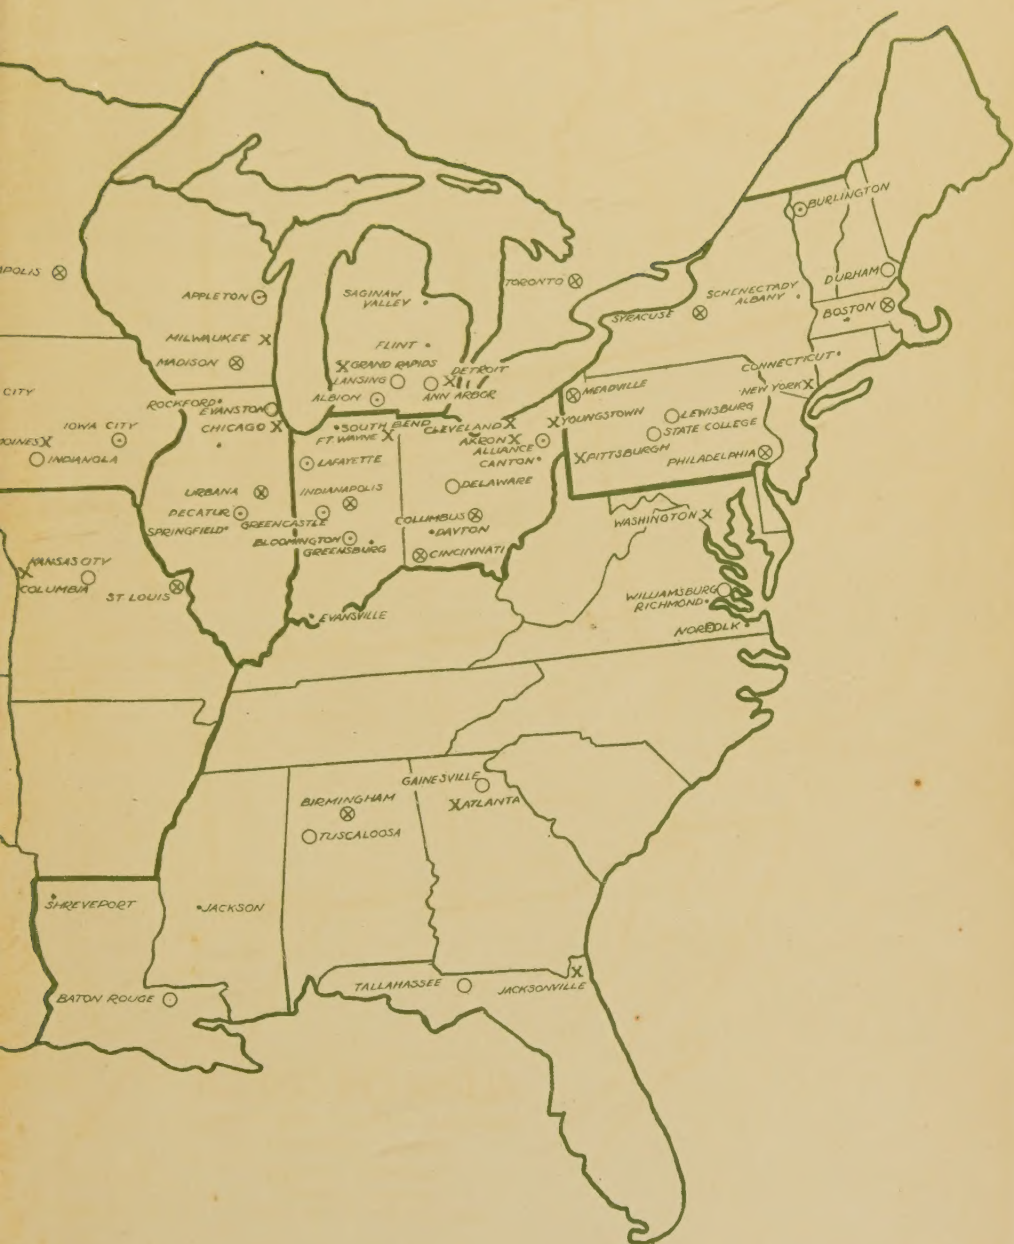 BURLINGTON
APOLIS
DURHAM
TORONTO
APPLETON
SAGINAW
VALLEY
SCHENECTADY
ALBANY
SYRACUSE
BOSTON
MILWAUKEE
FLINT
CONNECTICUT
MADISON
GRAND RAPIDS
DETROIT
LANSING
ANN ARBOR
ALBION
MEADVILLE
NEW YORK
CITY
ROCKFORD
EVANSTON
CHICAGO
IOWA CITY
MOINES
INDIANOLA
SOUTH BEND
FT. WAYNE
CLEVELAND
AKRON
ALLIANCE
CANTON
YOUNGSTOWN
LEWISBURG
STATE COLLEGE
PITTSBURGH
PHILADELPHIA
LAFAYETTE
DELAWARE
URBANA
INDIANAPOLIS
DECATUR
SPRINGFIELD
GREENCASTLE
COLUMBUS
DAYTON
WASHINGTON
BLOOMINGTON
GREENSBURG
CINCINNATI
KANSAS CITY
COLUMBIA
ST LOUIS
WILLIAMSBURG
RICHMOND
EVANSVILLE
NORFOLK
GAINESVILLE
BIRMINGHAM
ATLANTA
TUSCALOOSA
SHREVEPORT
JACKSON
TALLAHASSEE
JACKSONVILLE
BATON ROUGE